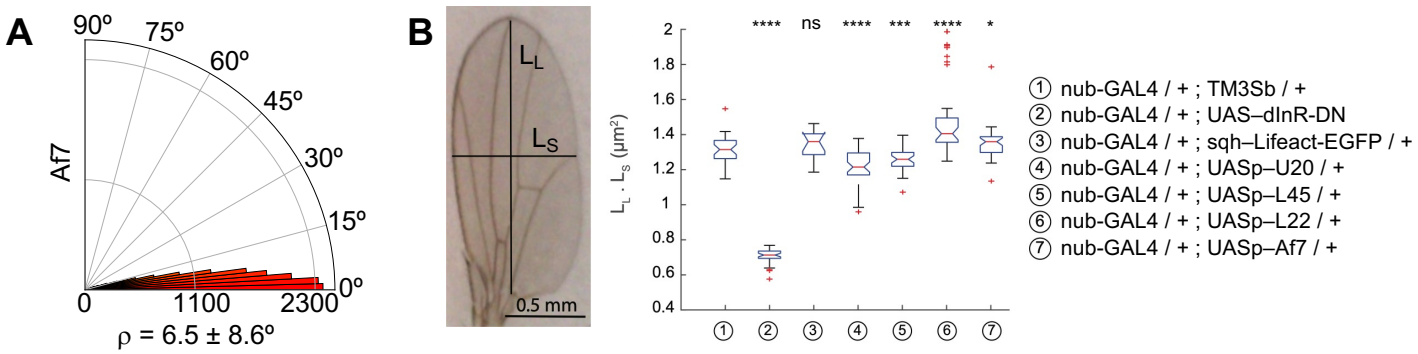 A
90º
75º
60º
45º
30º
15º
0º
Af7
0
1100
2300
ρ = 6.5 ± 8.6º
B
L_L
L_S
0.5 mm
L_L . L_S (µm²)
2
1.8
1.6
1.4
1.2
1
0.8
0.6
0.4
**** ns **** *** **** *
① ② ③ ④ ⑤ ⑥ ⑦
① nub-GAL4 / + ; TM3Sb / +
② nub-GAL4 / + ; UAS–dInR-DN
③ nub-GAL4 / + ; sqh–Lifeact-EGFP / +
④ nub-GAL4 / + ; UASp–U20 / +
⑤ nub-GAL4 / + ; UASp–L45 / +
⑥ nub-GAL4 / + ; UASp–L22 / +
⑦ nub-GAL4 / + ; UASp–Af7 / +